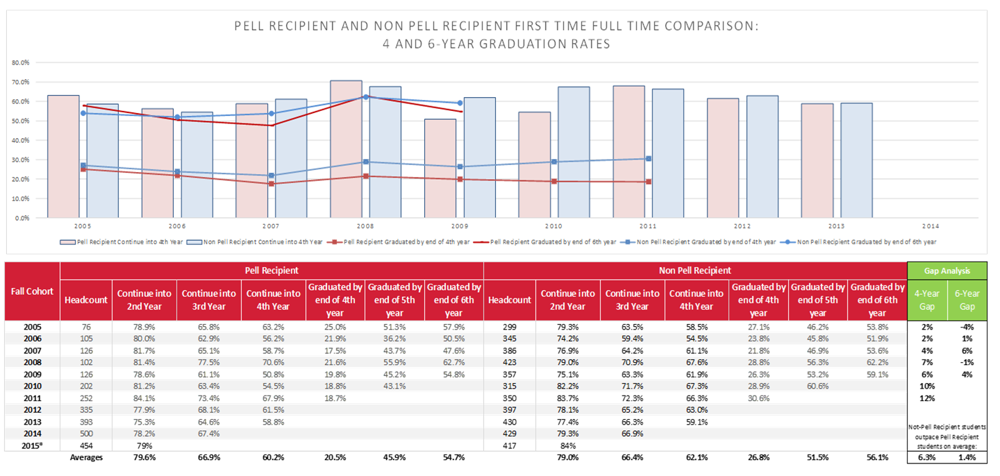 PELL RECIPIENT AND NON PELL RECIPIENT FIRST TIME FULL TIME COMPARISON:
4 AND 6-YEAR GRADUATION RATES
80.0%
70.0%
60.0%
50.0%
40.0%
30.0%
20.0%
10.0%
0.0%
2005 2006 2007 2008 2009 2010 2011 2012 2013 2014
Pell Recipient Continue into 4th Year Non Pell Recipient Continue into 4th Year Pell Recipient Graduated by end of 4th year Pell Recipient Graduated by end of 6th year Non Pell Recipient Graduated by end of 4th year Non Pell Recipient Graduated by end of 6th year
Fall Cohort Pell Recipient Non Pell Recipient Gap Analysis
Headcount Continue into 2nd Year Continue into 3rd Year Continue into 4th Year Graduated by end of 4th year Graduated by end of 5th year Graduated by end of 6th year Headcount Continue into 2nd Year Continue into 3rd Year Continue into 4th Year Graduated by end of 4th year Graduated by end of 5th year Graduated by end of 6th year 4-Year Gap 6-Year Gap
2005 76 78.9% 65.8% 63.2% 25.0% 51.3% 57.9% 299 79.3% 63.5% 58.5% 27.1% 46.2% 53.8% 2% -4%
2006 105 80.0% 62.9% 56.2% 21.9% 36.2% 50.5% 345 74.2% 59.4% 54.5% 23.8% 45.8% 51.9% 2% 1%
2007 126 81.7% 65.1% 58.7% 17.5% 43.7% 47.6% 386 76.9% 64.2% 61.1% 21.8% 46.9% 53.6% 4% 6%
2008 102 81.4% 77.5% 70.6% 21.6% 55.9% 62.7% 423 79.0% 70.9% 67.6% 28.8% 56.3% 62.2% 7% -1%
2009 126 78.6% 61.1% 50.8% 19.8% 45.2% 54.8% 357 75.1% 63.3% 61.9% 26.3% 53.2% 59.1% 6% 4%
2010 202 81.2% 63.4% 54.5% 18.8% 43.1% 315 82.2% 71.7% 67.3% 28.9% 60.6% 10%
2011 252 84.1% 73.4% 67.9% 18.7% 350 83.7% 72.3% 66.3% 30.6% 12%
2012 335 77.9% 68.1% 61.5% 397 78.1% 65.2% 63.0%
2013 393 75.3% 64.6% 58.8% 430 77.4% 66.3% 59.1%
2014 500 78.2% 67.4% 429 79.3% 66.9%
2015* 454 79% 417 84%
Not-Pell Recipient students
outpace Pell Recipient
students on average:
Averages 79.6% 66.9% 60.2% 20.5% 45.9% 54.7% 79.0% 66.4% 62.1% 26.8% 51.5% 56.1% 6.3% 1.4%